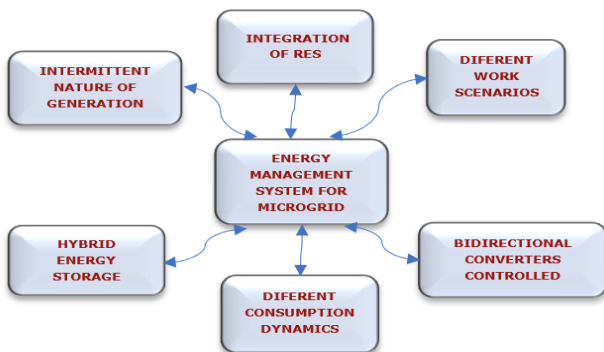 INTEGRATION
OF RES
INTERMITTENT
NATURE OF
GENERATION
DIFERENT
WORK
SCENARIOS
ENERGY
MANAGEMENT
SYSTEM FOR
MICROGRID
HYBRID
ENERGY
STORAGE
BIDIRECTIONAL
CONVERTERS
CONTROLLED
DIFERENT
CONSUMPTION
DYNAMICS